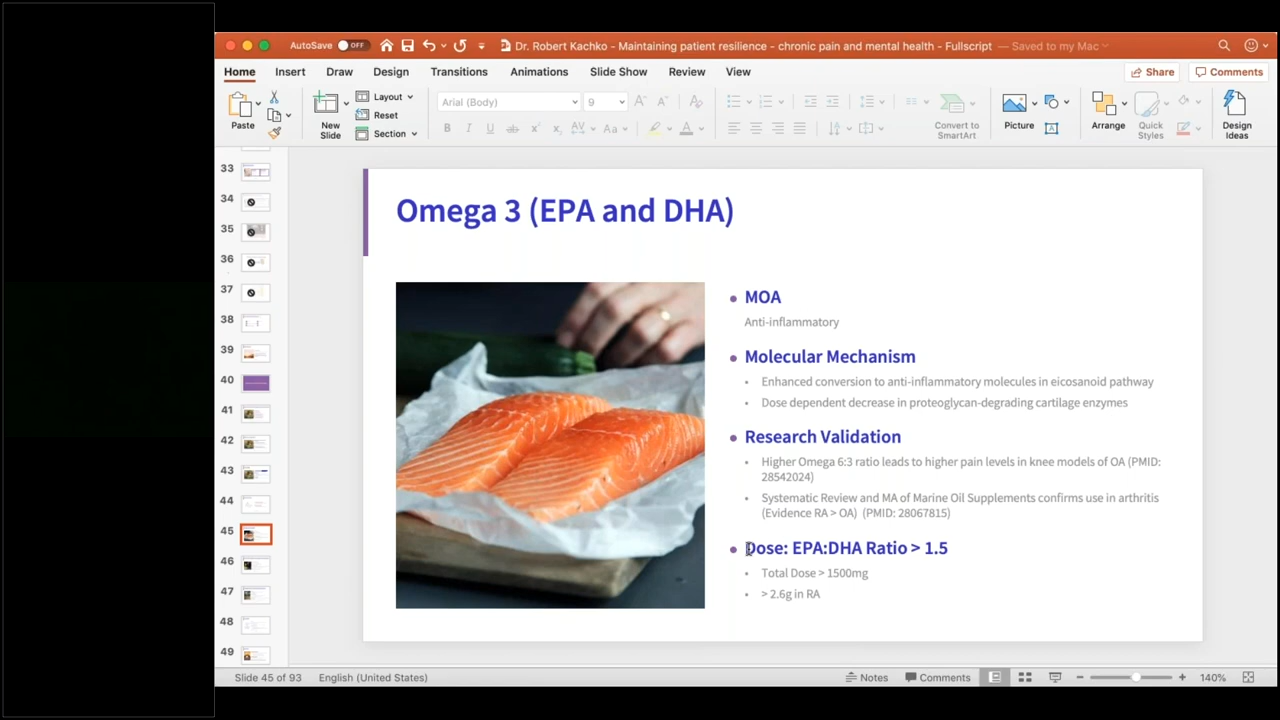 AutoSave OFF
Dr. Robert Kachko - Maintaining patient resilience - chronic pain and mental health - Fullscript — Saved to my Mac
Home Insert Draw Design Transitions Animations Slide Show Review View
Share Comments
Paste
New Slide
Layout
Reset
Section
Arial (Body) 9
Convert to SmartArt
Picture
Arrange
Quick Styles
Design Ideas
33
34
35
36
37
38
39
40
41
42
43
44
45
46
47
48
49
Omega 3 (EPA and DHA)
• MOA
Anti-inflammatory
• Molecular Mechanism
• Enhanced conversion to anti-inflammatory molecules in eicosanoid pathway
• Dose dependent decrease in proteoglycan-degrading cartilage enzymes
• Research Validation
• Higher Omega 6:3 ratio leads to higher pain levels in knee models of OA (PMID:
28542024)
• Systematic Review and MA of Marine Oil Supplements confirms use in arthritis
(Evidence RA > OA) (PMID: 28067815)
• Dose: EPA:DHA Ratio > 1.5
• Total Dose > 1500mg
• > 2.6g in RA
Slide 45 of 93 English (United States) Notes Comments 140%